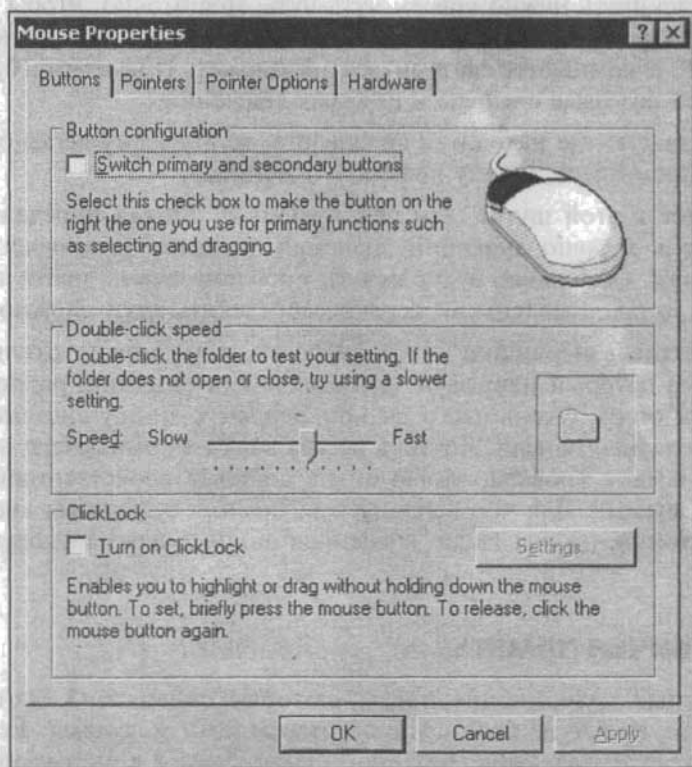 Mouse Properties
Buttons Pointers Pointer Options Hardware
Button configuration
Switch primary and secondary buttons
Select this check box to make the button on the
right the one you use for primary functions such
as selecting and dragging.
Double-click speed
Double-click the folder to test your setting. If the
folder does not open or close, try using a slower
setting.
Speed: Slow Fast
ClickLock
Turn on ClickLock Settings...
Enables you to highlight or drag without holding down the mouse
button. To set, briefly press the mouse button. To release, click the
mouse button again.
OK Cancel Apply